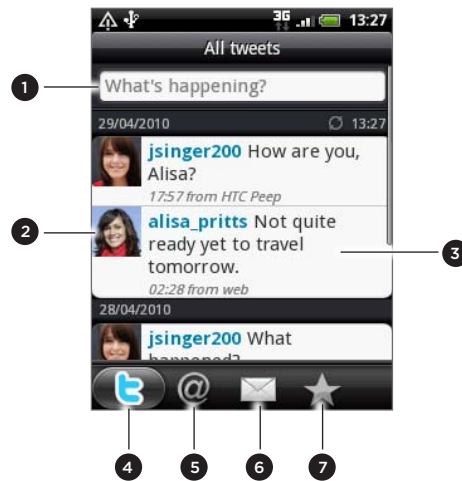 3G 13:27
All tweets
1
What's happening?
29/04/2010 13:27
jsinger200 How are you,
Alisa?
17:57 from HTC Peep
2
alisa_pritts Not quite
ready yet to travel
tomorrow.
02:28 from web
3
28/04/2010
jsinger200 What
happened?
@
4 5 6 7